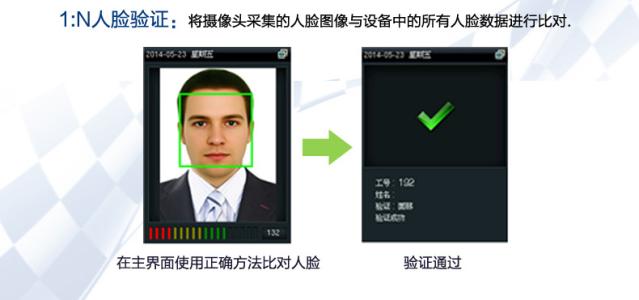 1:N人脸验证：将摄像头采集的人脸图像与设备中的所有人脸数据进行比对.
2014-05-23 星期五
132
在主界面使用正确方法比对人脸
2014-05-23 星期五
工号：192
姓名：
验证：面部
验证成功
验证通过